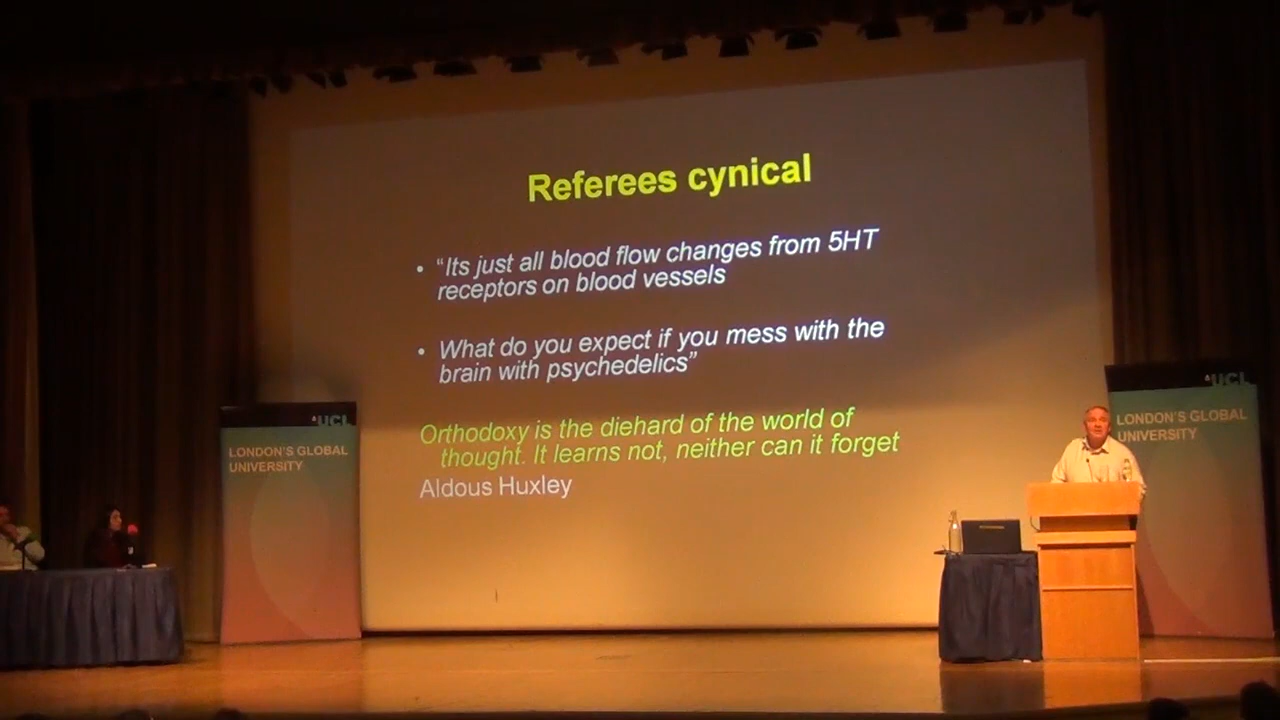 Referees cynical
• “Its just all blood flow changes from 5HT
receptors on blood vessels
• What do you expect if you mess with the
brain with psychedelics”
Orthodoxy is the diehard of the world of
thought. It learns not, neither can it forget
Aldous Huxley
UCL
LONDON'S GLOBAL
UNIVERSITY
UCL
LONDON'S GLOBAL
UNIVERSITY